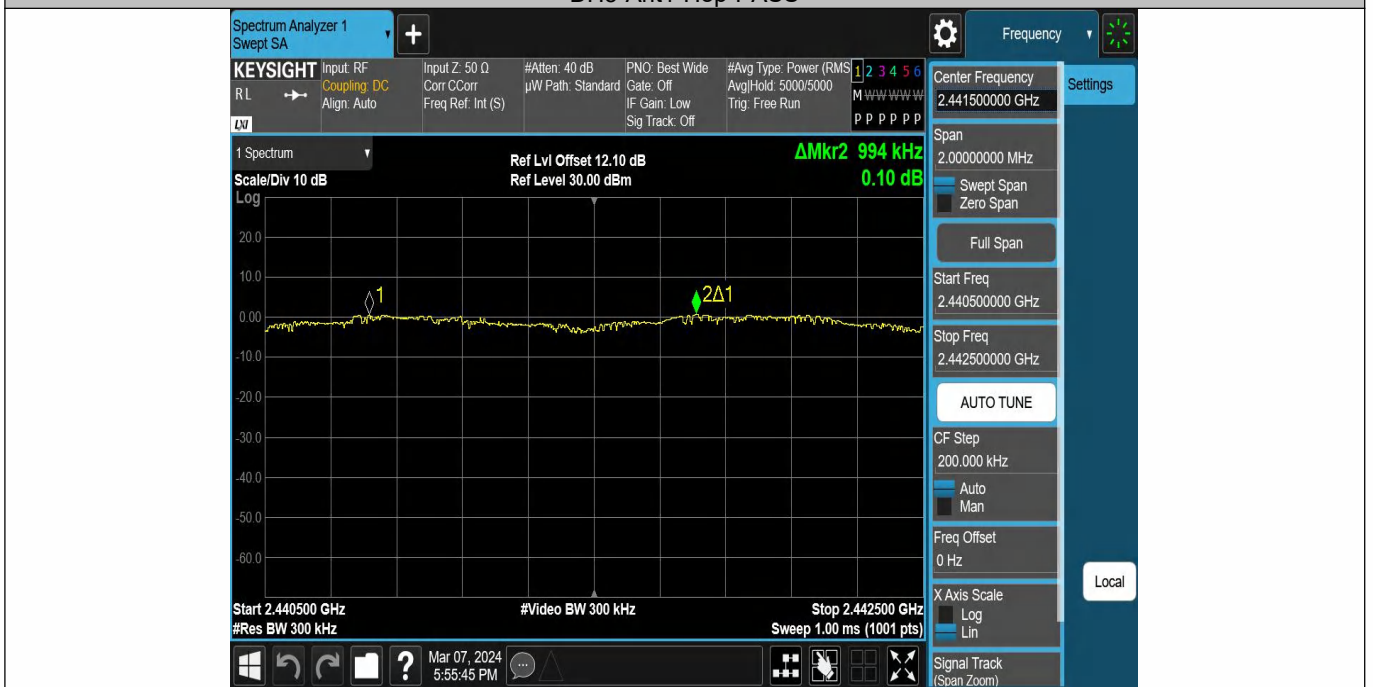 Spectrum Analyzer 1
Swept SA
+
Frequency
KEYSIGHT
RL
LXI
Input: RF
Coupling: DC
Align: Auto
Input Z: 50 Ω
Corr CCorr
Freq Ref: Int (S)
#Atten: 40 dB
µW Path: Standard
PNO: Best Wide
Gate: Off
IF Gain: Low
Sig Track: Off
#Avg Type: Power (RMS
Avg|Hold: 5000/5000
Trig: Free Run
1 2 3 4 5 6
M W W W W W
P P P P P P
Center Frequency
2.441500000 GHz
Settings
Span
2.00000000 MHz
Swept Span
Zero Span
Full Span
Start Freq
2.440500000 GHz
Stop Freq
2.442500000 GHz
AUTO TUNE
CF Step
200.000 kHz
Auto
Man
Freq Offset
0 Hz
X Axis Scale
Log
Lin
Local
Signal Track
(Span Zoom)
1 Spectrum
Scale/Div 10 dB
Log
Ref Lvl Offset 12.10 dB
Ref Level 30.00 dBm
ΔMkr2 994 kHz
0.10 dB
20.0
10.0
0.00
-10.0
-20.0
-30.0
-40.0
-50.0
-60.0
1
2Δ1
Start 2.440500 GHz
#Res BW 300 kHz
#Video BW 300 kHz
Stop 2.442500 GHz
Sweep 1.00 ms (1001 pts)
?
Mar 07, 2024
5:55:45 PM